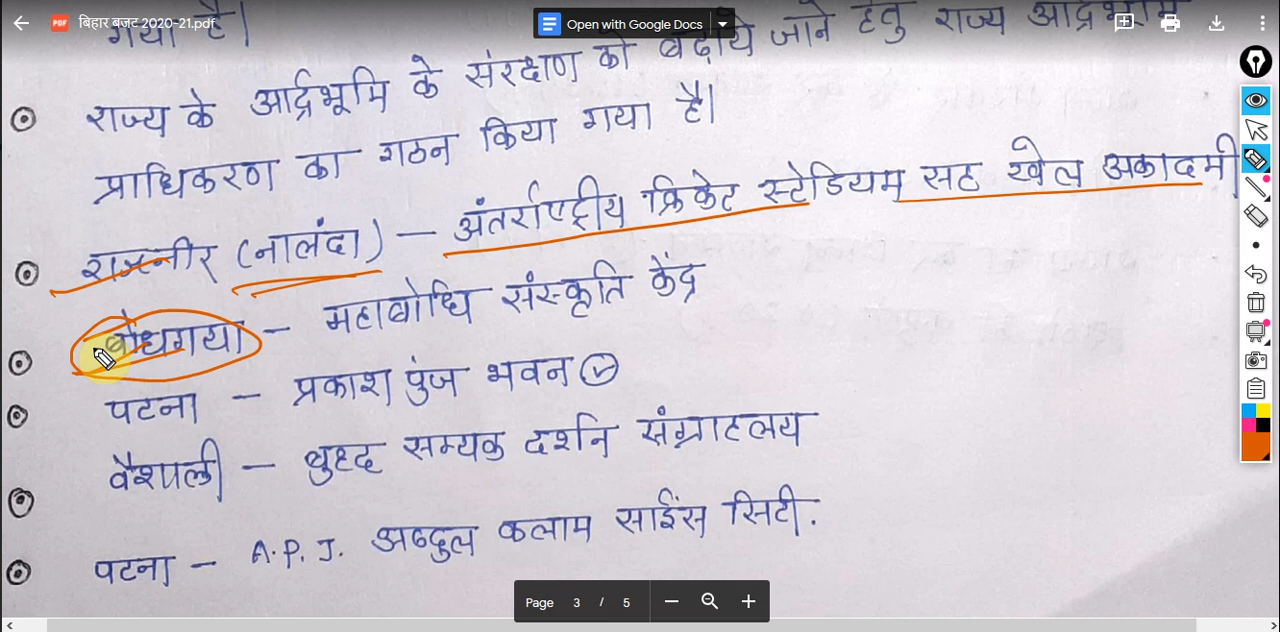 बिहार बजट 2020-21.pdf
Open with Google Docs
गया है।
राज्य के आर्द्रभूमि के संरक्षण को बढ़ाये जाने हेतु राज्य आर्द्रभूमि
प्राधिकरण का गठन किया गया है।
राजगीर (नालंदा) — अंतर्राष्ट्रीय क्रिकेट स्टेडियम सह खेल अकादमी
बोधगया — महाबोधि संस्कृति केंद्र
पटना — प्रकाश पुंज भवन
वैशाली — बुद्ध सम्यक दर्शन संग्राहलय
पटना — A.P.J. अब्दुल कलाम साईंस सिटी.
Page 3 / 5